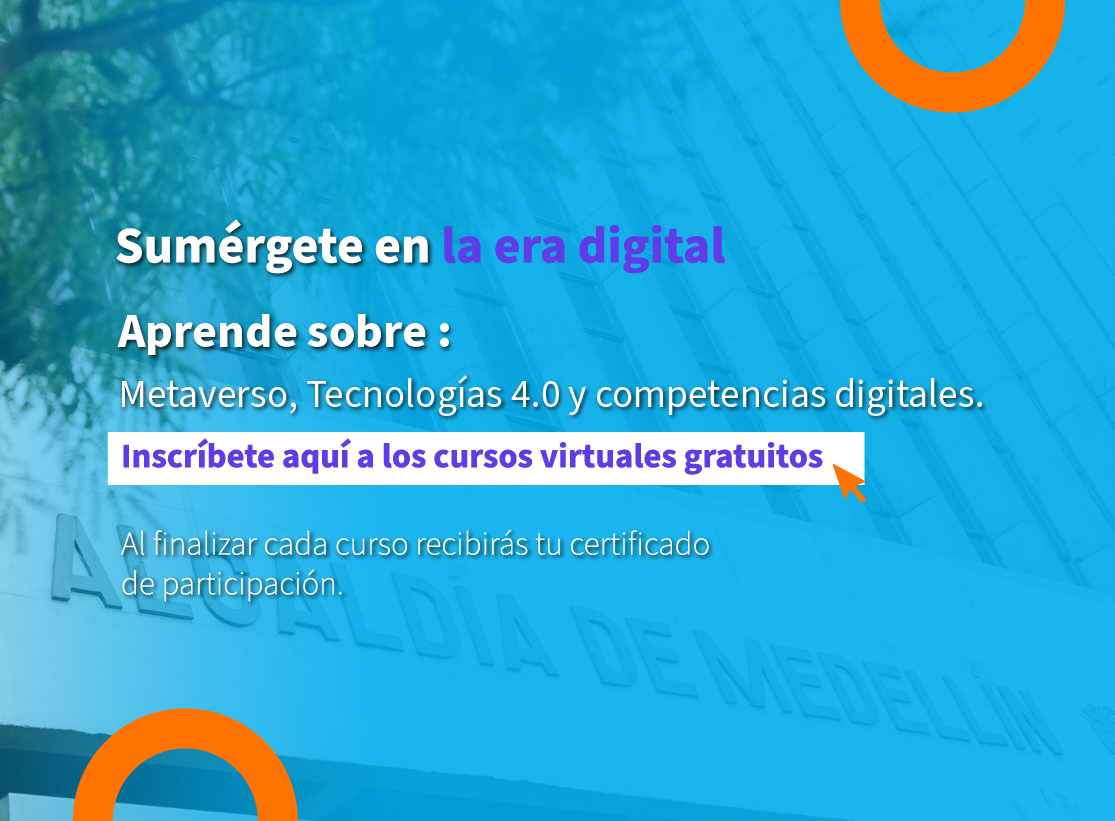 Sumérgete en la era digital
Aprende sobre :
Metaverso, Tecnologías 4.0 y competencias digitales.
Inscríbete aquí a los cursos virtuales gratuitos
Al finalizar cada curso recibirás tu certificado
de participación.
ALCALDÍA DE MEDELLÍN